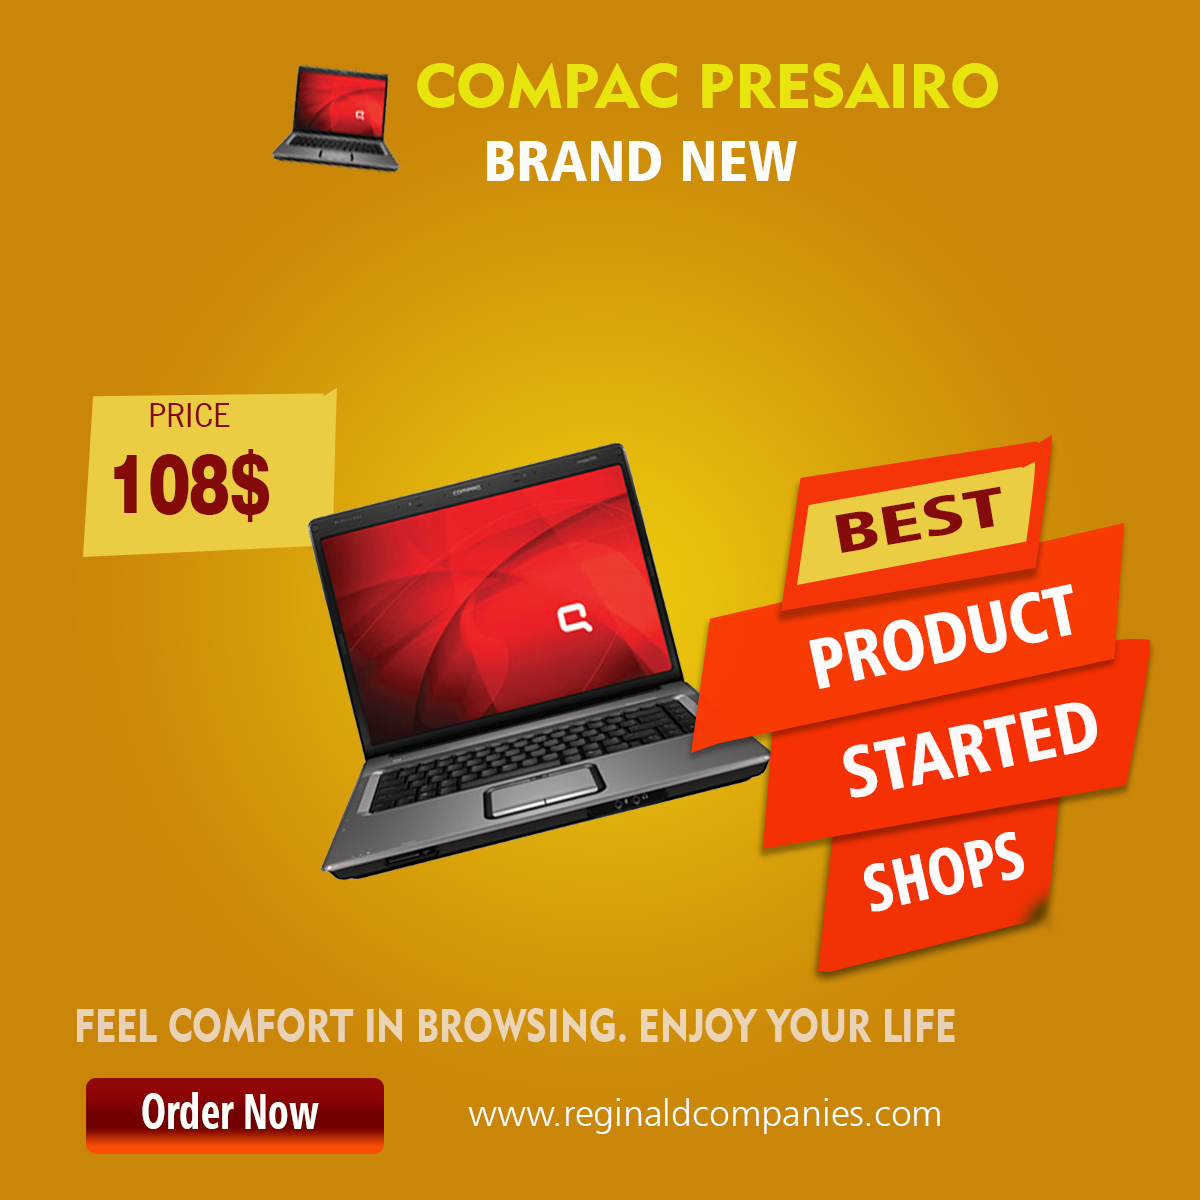 COMPAC PRESAIRO
BRAND NEW
PRICE
108$
COMPAQ
BEST
PRODUCT
STARTED
SHOPS
FEEL COMFORT IN BROWSING. ENJOY YOUR LIFE
Order Now
www.reginaldcompanies.com